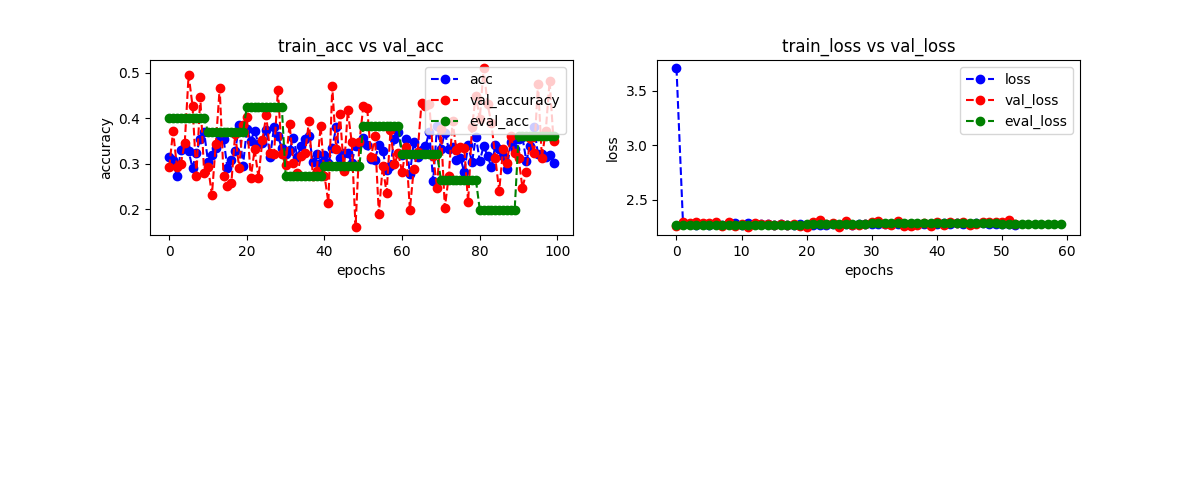 train_acc vs val_acc
accuracy
0.5
0.4
0.3
0.2
0
20
40
60
80
100
epochs
acc
val_accuracy
eval_acc
train_loss vs val_loss
loss
3.5
3.0
2.5
0
10
20
30
40
50
60
epochs
loss
val_loss
eval_loss